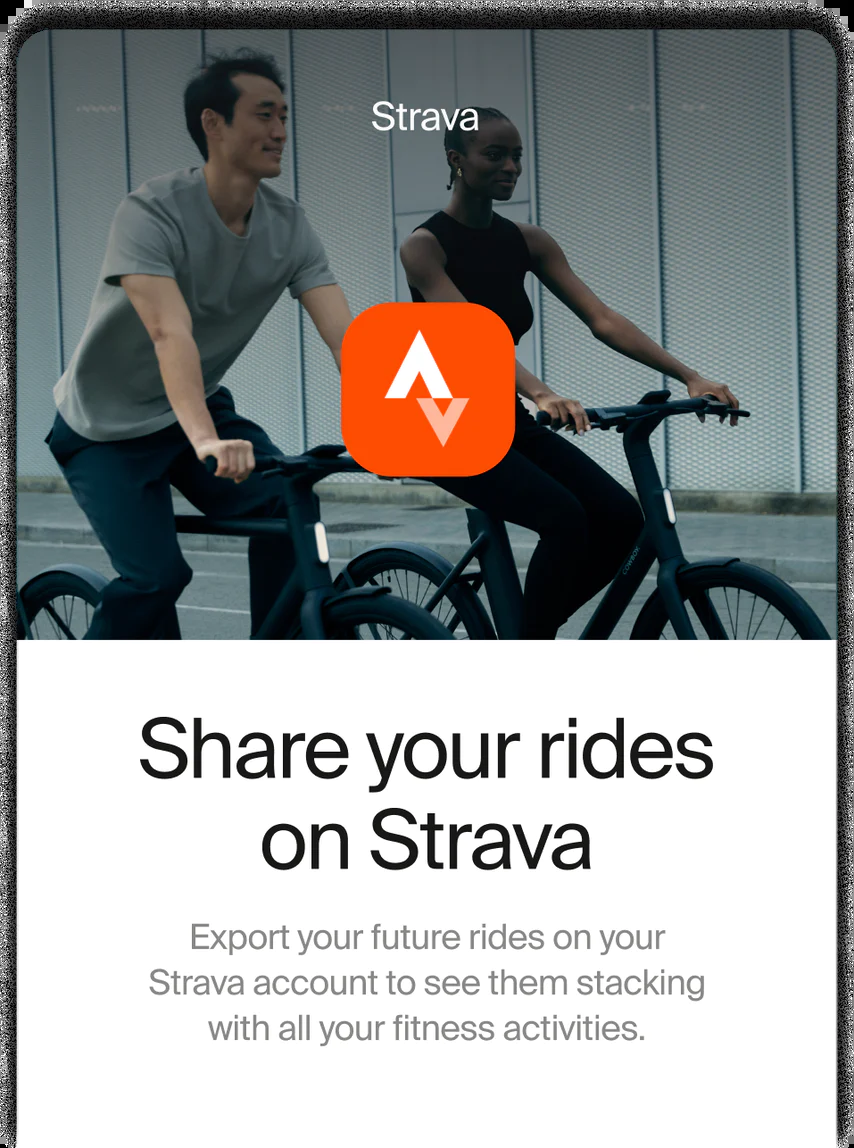 Strava
COWBOY
Share your rides
on Strava
Export your future rides on your
Strava account to see them stacking
with all your fitness activities.